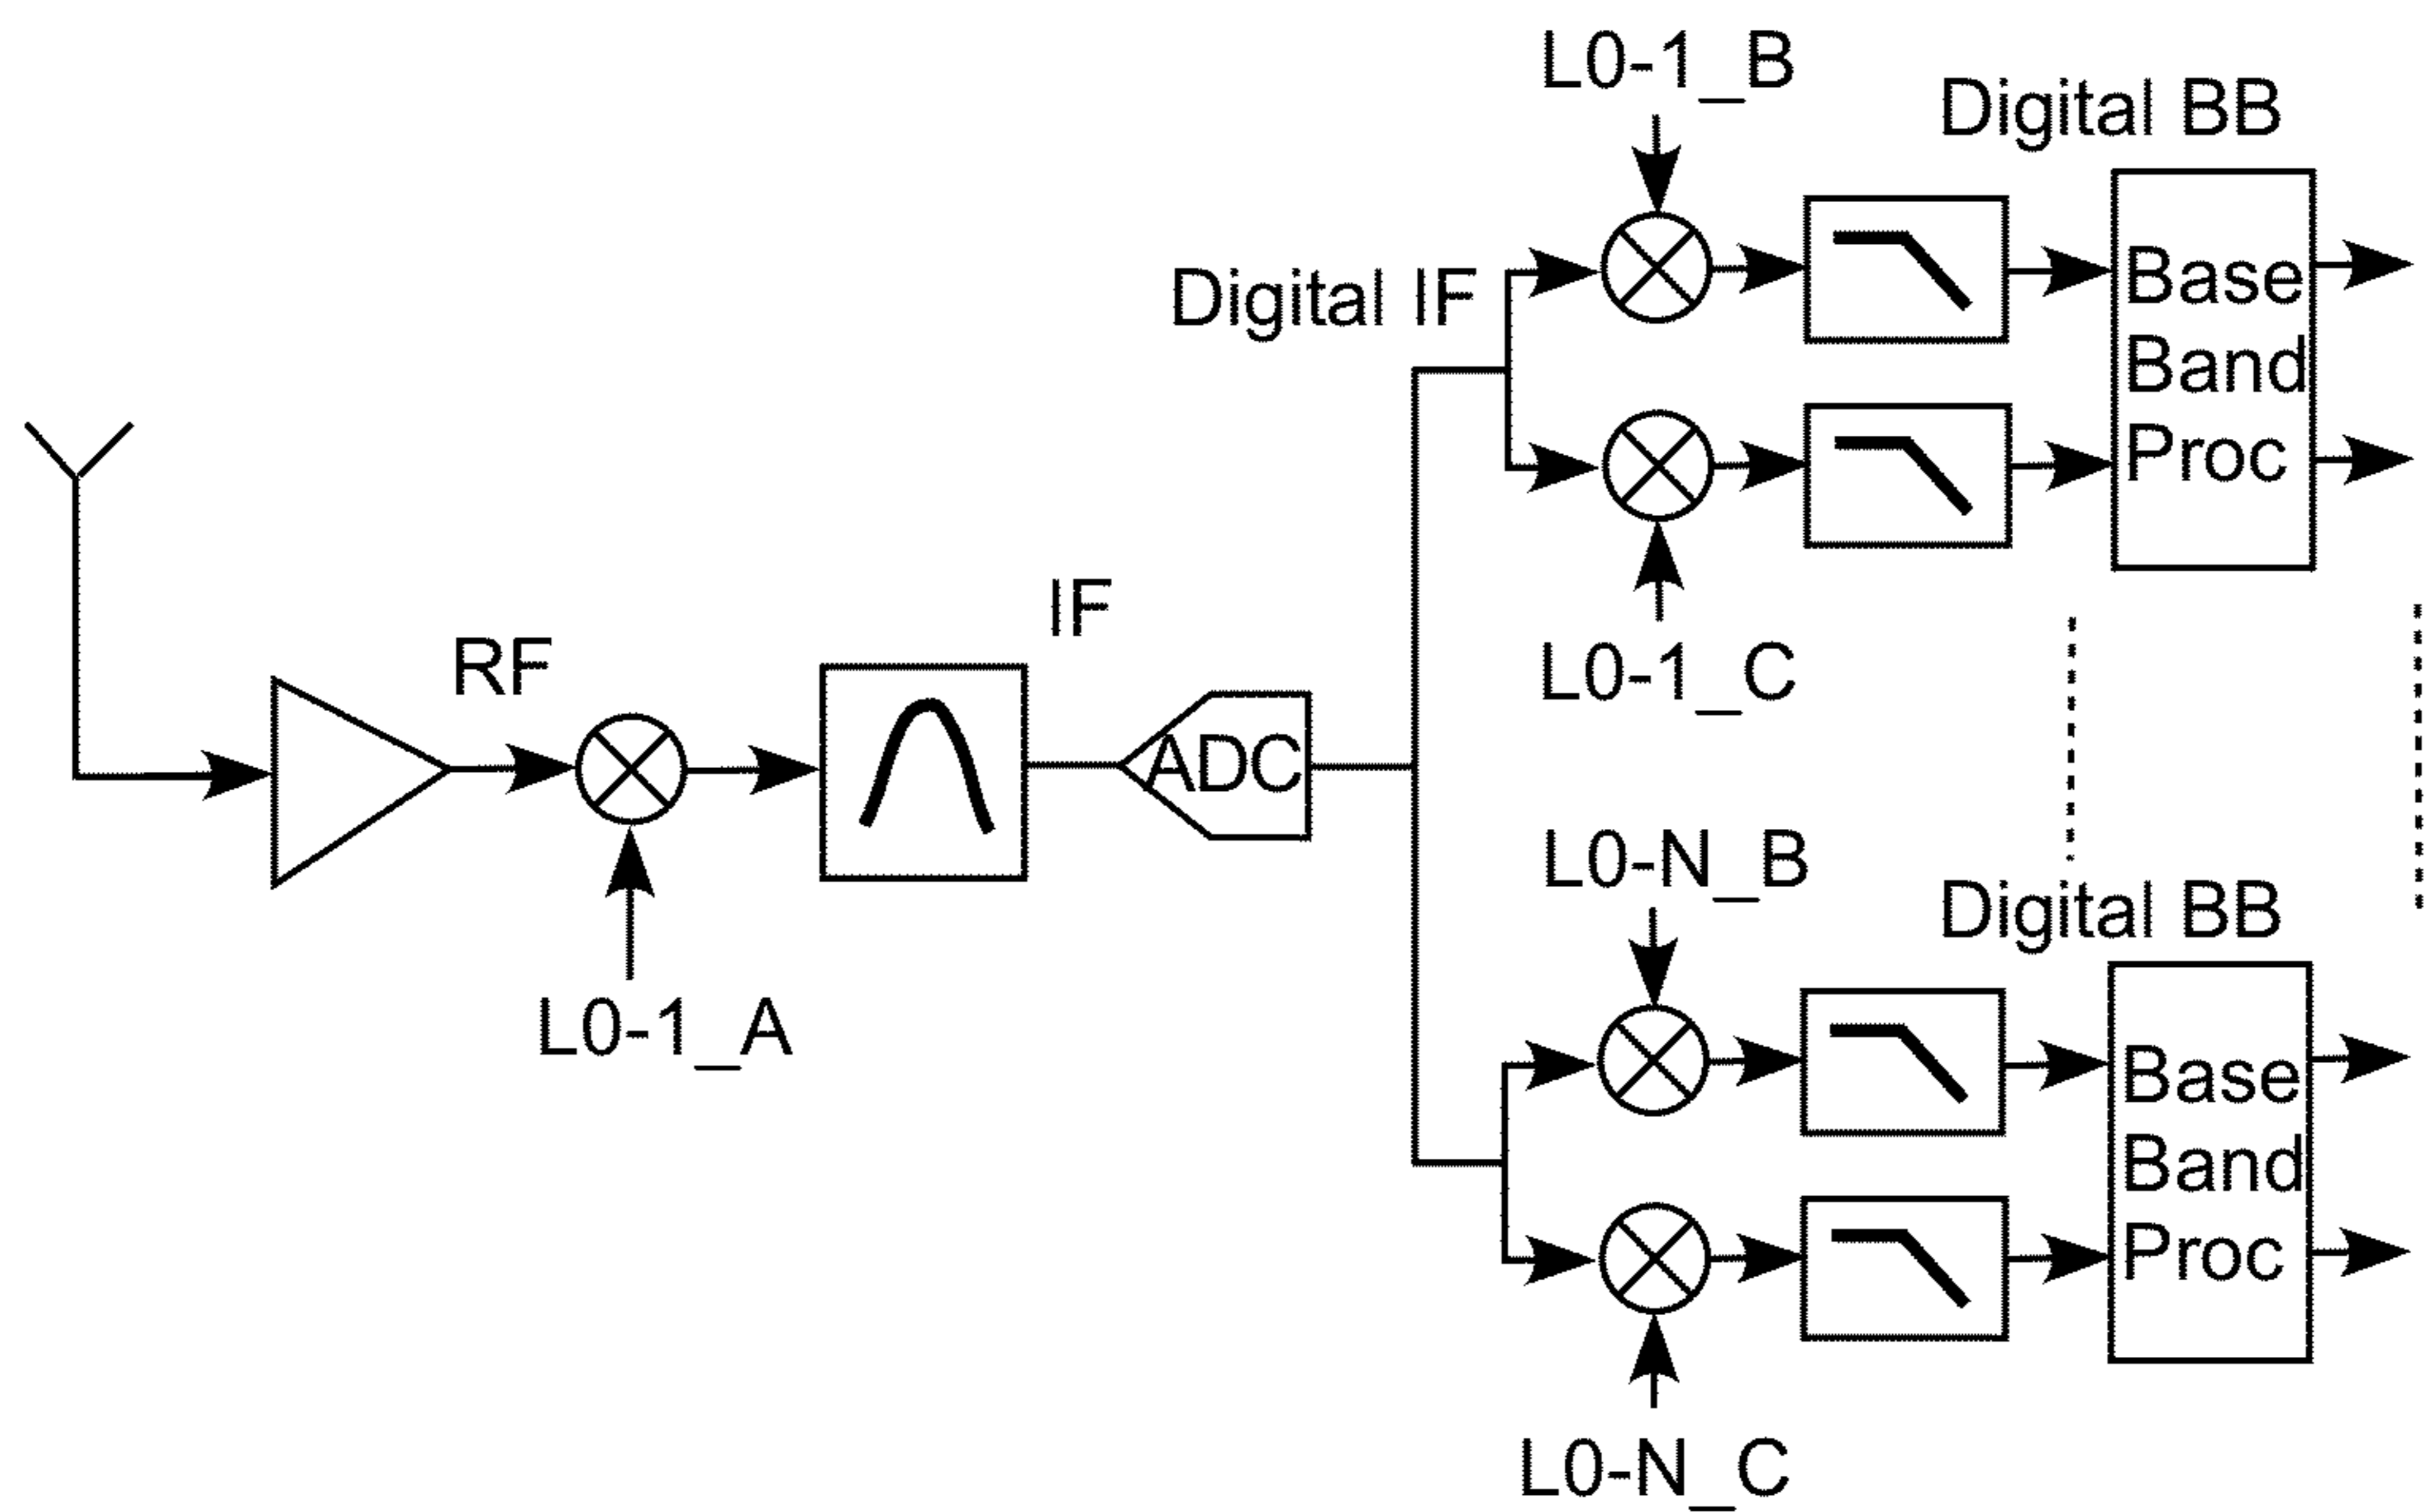 L0-1_B
Digital BB
Digital IF
Base
Band
Proc
IF
RF
L0-1_C
ADC
L0-N_B
Digital BB
L0-1_A
Base
Band
Proc
L0-N_C